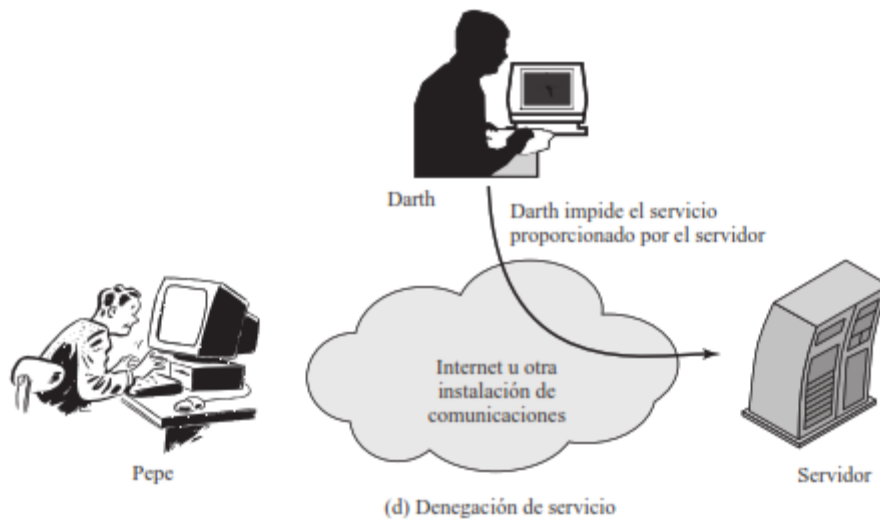 Darth
Darth impide el servicio
proporcionado por el servidor
Internet u otra
instalación de
comunicaciones
Pepe
Servidor
(d) Denegación de servicio